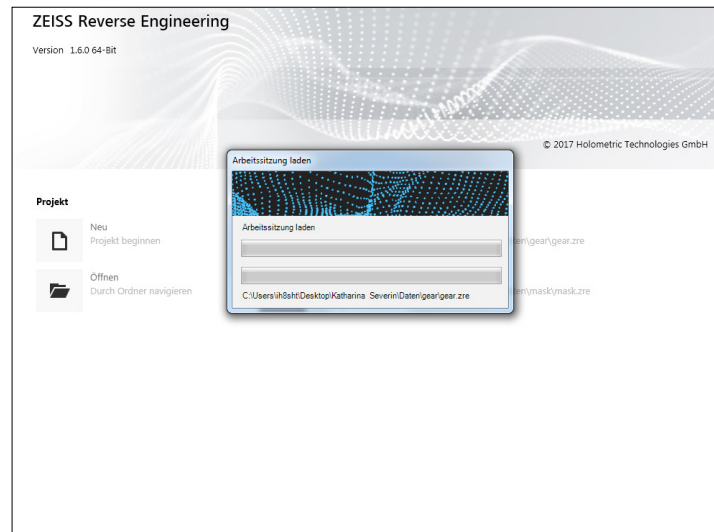 ZEISS Reverse Engineering
Version 1.6.0 64-Bit
© 2017 Holometric Technologies GmbH
Arbeitssitzung laden
Arbeitssitzung laden
C:\Users\ih8sht\Desktop\Katharina Severin\Daten\gear\gear.zre
Projekt
Neu
Projekt beginnen
Öffnen
Durch Ordner navigieren
ten\gear\gear.zre
ten\mask\mask.zre